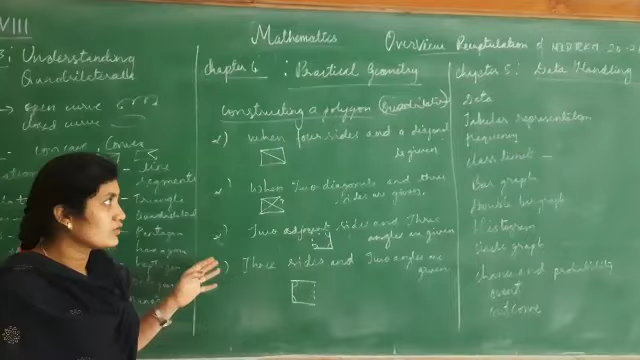 VIII
Mathematics
Overview Recaptulation of
3: Understanding
Quadrilaterals
→ open curve
closed curve
concave, Convex
line
segments
Triangle
Quadrilateral
Pentagon
hexagon
Chapter 4 : Practical Geometry
Constructing a polygon (Quadrilateral)
When four sides and a diagonal
is given
When Two diagonals and three
sides are given
Two adjacent sides and Three
angles are given
Three sides and Two angles are
given
Chapter 5: Data Handling
Data
Tabular representation
frequency
class limit -
Bar graph
Double bar graph
Histogram
Circle graph
Chance and probability
event
outcome